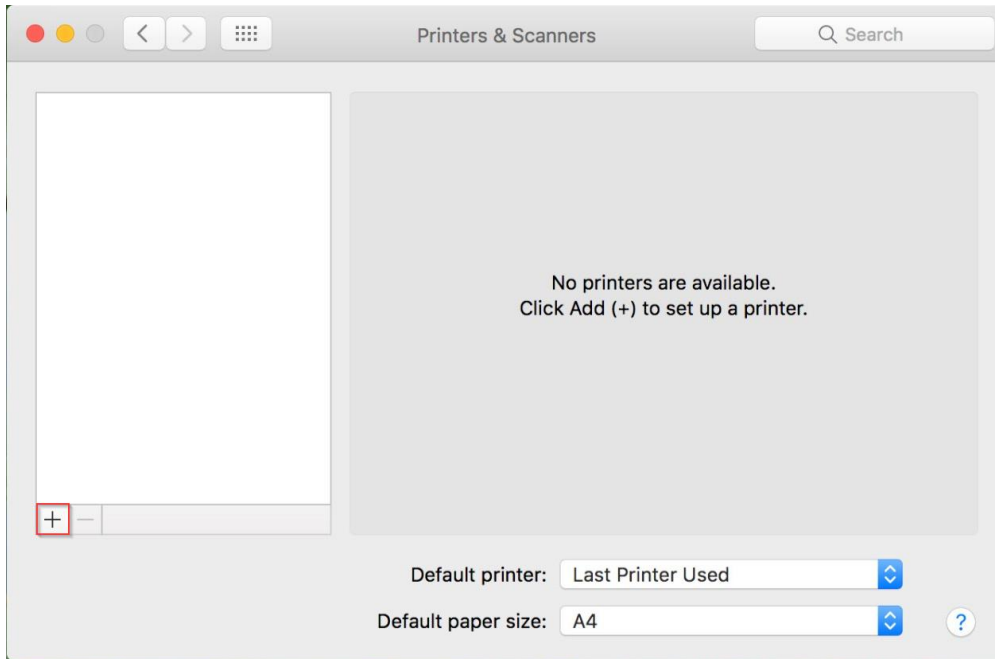 Printers & Scanners
Search
No printers are available.
Click Add (+) to set up a printer.
+ −
Default printer: Last Printer Used
Default paper size: A4
?